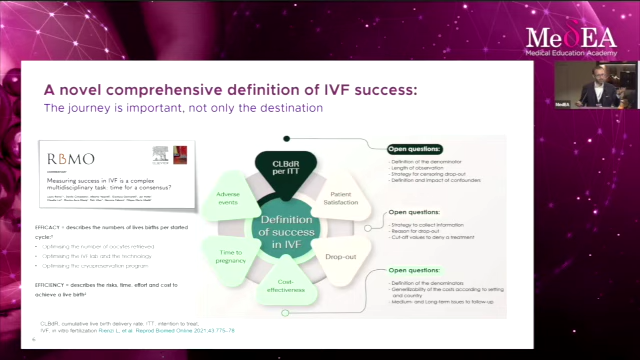 MedEA
Medical Education Academy
MedEA
A novel comprehensive definition of IVF success:
The journey is important, not only the destination
RBMO
Measuring success in IVF is a complex
multidisciplinary task: time for a consensus?
EFFICACY = describes the numbers of lives births per started
cycle:
Optimising the number of oocytes retrieved
Optimising the IVF lab and the technology
Optimising the cryopreservation program
EFFICIENCY = describes the risks, time, effort and cost to
achieve a live birth
CLBdR
per ITT
Adverse
events
Patient
Satisfaction
Definition
of success
in IVF
Time to
pregnancy
Drop-out
Cost-
effectiveness
Open questions:
- Definition of the denominator
- Length of observation
- Strategy for censoring drop-out
- Definition and impact of confounders
Open questions:
- Strategy to collect information
- Reason for drop-out
- Cut-off values to deny a treatment
Open questions:
- Definition of the denominators
- Generalizability of the costs according to setting
and country
- Medium and long-term issues to follow-up
CLBdR, cumulative live birth delivery rate; ITT, intention to treat;
IVF, in vitro fertilization Rienzi L, et al. Reprod Biomed Online 2021;43:775–78